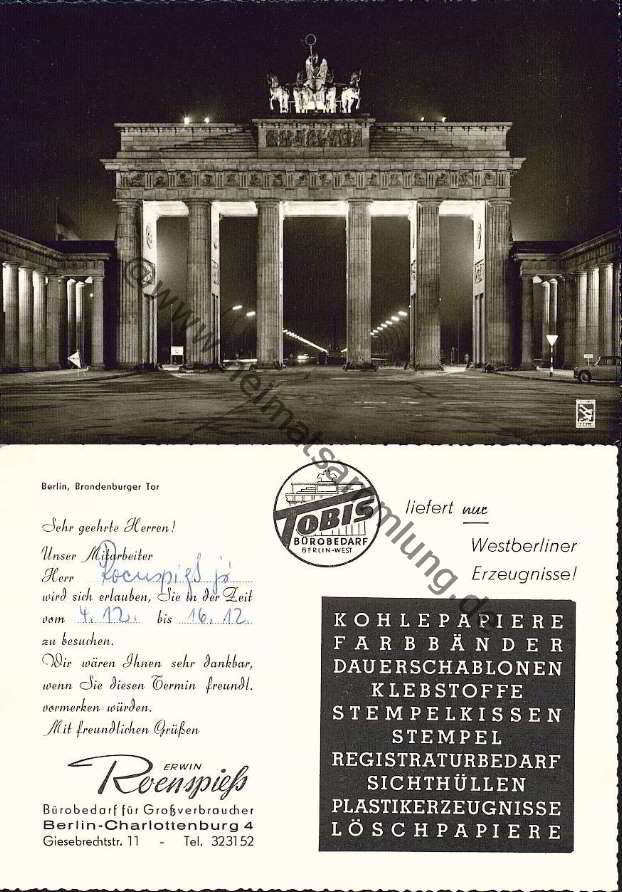 © www.heimatsammlung.de
Berlin, Brandenburger Tor
Sehr geehrte Herren!
Unser Mitarbeiter
Herr Roenspieß jr
wird sich erlauben, Sie in der Zeit
vom 4. 12. bis 16. 12.
zu besuchen.
Wir wären Ihnen sehr dankbar,
wenn Sie diesen Termin freundl.
vormerken würden.
Mit freundlichen Grüßen
ERWIN
Roenspieß
Bürobedarf für Großverbraucher
Berlin-Charlottenburg 4
Giesebrechtstr. 11 - Tel. 323152
TOBIS
BÜROBEDARF
BERLIN-WEST
liefert nur
Westberliner
Erzeugnisse!
KOHLEPAPIERE
FARBBÄNDER
DAUERSCHABLONEN
KLEBSTOFFE
STEMPELKISSEN
STEMPEL
REGISTRATURBEDARF
SICHTHÜLLEN
PLASTIKERZEUGNISSE
LÖSCHPAPIERE